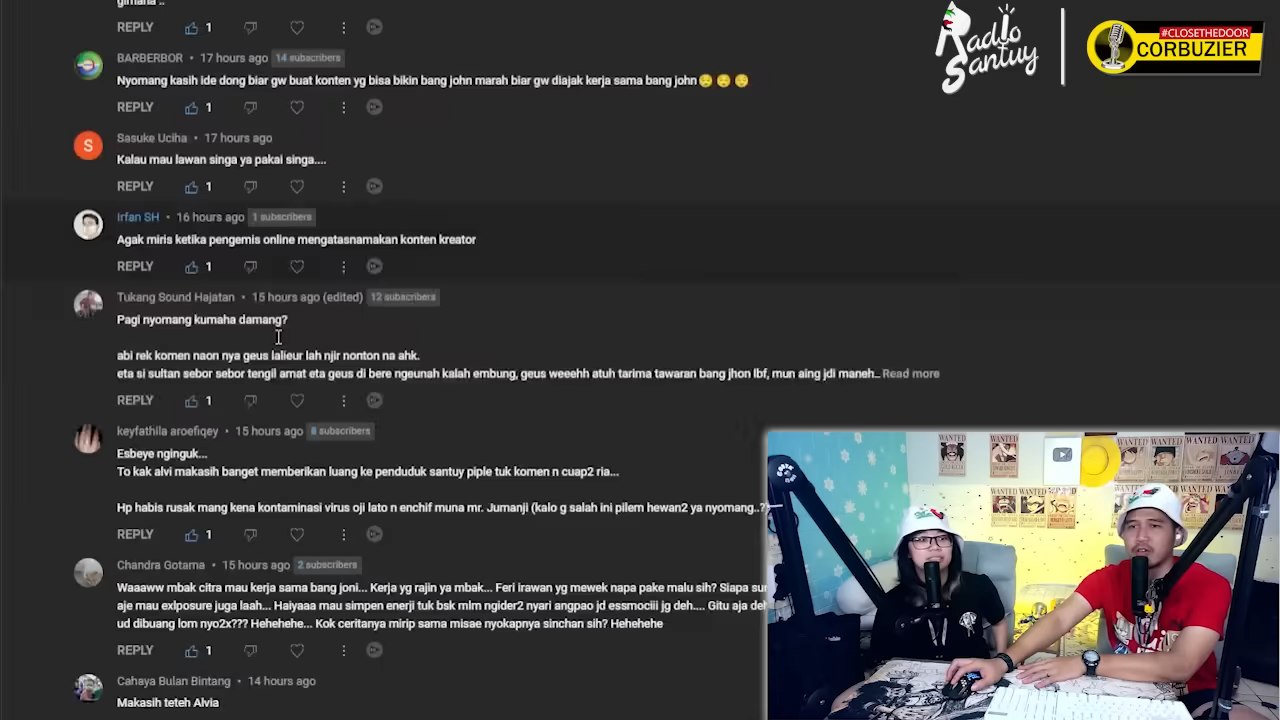 gimana ..
REPLY 1
BARBERBOR • 17 hours ago 14 subscribers
Nyomang kasih ide dong biar gw buat konten yg bisa bikin bang john marah biar gw diajak kerja sama bang john
REPLY 1
S
Sasuke Uciha • 17 hours ago
Kalau mau lawan singa ya pakai singa....
REPLY 1
Irfan SH • 16 hours ago 1 subscribers
Agak miris ketika pengemis online mengatasnamakan konten kreator
REPLY 1
Tukang Sound Hajatan • 15 hours ago (edited) 12 subscribers
Pagi nyomang kumaha damang?
abi rek komen naon nya geus lalieur lah njir nonton na ahk.
eta si sultan sebor sebor tengil amat eta geus di bere ngeunah kalah embung, geus weeehh atuh tarima tawaran bang jhon lbf, mun aing jdi maneh... Read more
REPLY 1
keyfathila aroefiqey • 15 hours ago 8 subscribers
Esbeye nginguk...
To kak alvi makasih banget memberikan luang ke penduduk santuy piple tuk komen n cuap2 ria...
Hp habis rusak mang kena kontaminasi virus si ji lato n enchif muna mr. Jumanji (kalo g salah ini pilem hewan2 ya nyomang..?)
REPLY 1
Chandra Gotama • 15 hours ago 2 subscribers
Waaaww mbak citra mau kerja sama bang joni... Kerja yg rajin ya mbak... Feri irawan yg mewek napa pake malu sih? Siapa
aje mau exlposure juga laah... Haiyaaa mau simpen enerji tuk bsk mlm ngider2 nyari angpao jd essmociii jg deh.... Gitu aja
ud dibuang lom nyo2x??? Hehehehe... Kok ceritanya mirip sama misae nyokapnya sinchan sih? Hehehehe
REPLY 1
Cahaya Bulan Bintang • 14 hours ago
Makasih teteh Alvia
Radio Santuy
#CLOSETHEDOOR
CORBUZIER
WANTED
WANTED
WANTED
WANTED
WANTED
WANTED